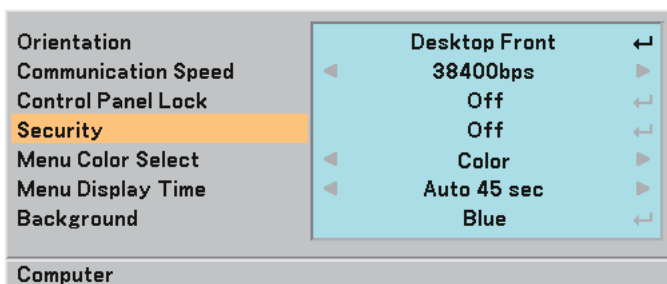 Orientation Desktop Front
Communication Speed 38400bps
Control Panel Lock Off
Security Off
Menu Color Select Color
Menu Display Time Auto 45 sec
Background Blue
Computer